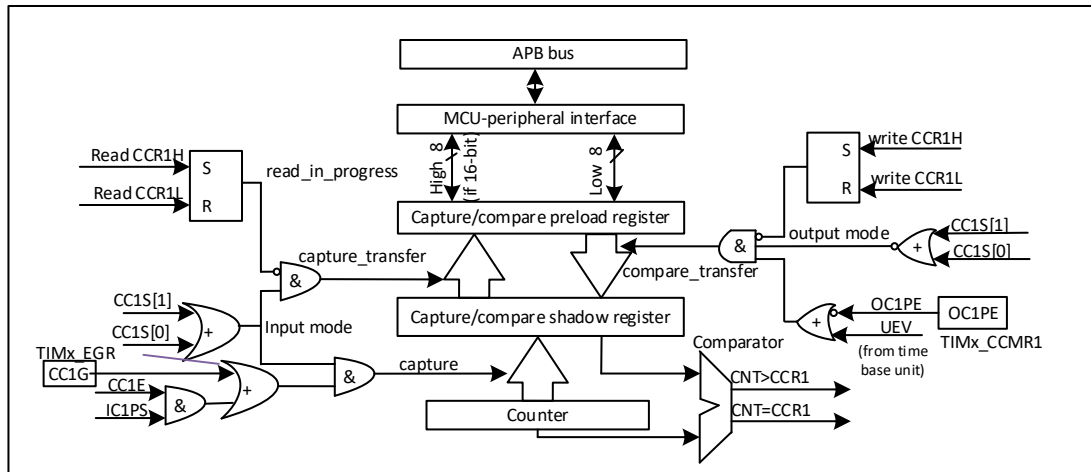 APB bus
MCU-peripheral interface
High 8
(if 16-bit)
Low 8
Read CCR1H
Read CCR1L
S
R
read_in_progress
write CCR1H
write CCR1L
S
R
Capture/compare preload register
capture_transfer
&
compare_transfer
&
output mode
+
CC1S[1]
CC1S[0]
CC1S[1]
CC1S[0]
+
Input mode
Capture/compare shadow register
+
OC1PE
UEV
(from time
base unit)
OC1PE
TIMx_CCMR1
TIMx_EGR
CC1G
CC1E
IC1PS
&
+
&
capture
Counter
Comparator
CNT>CCR1
CNT=CCR1